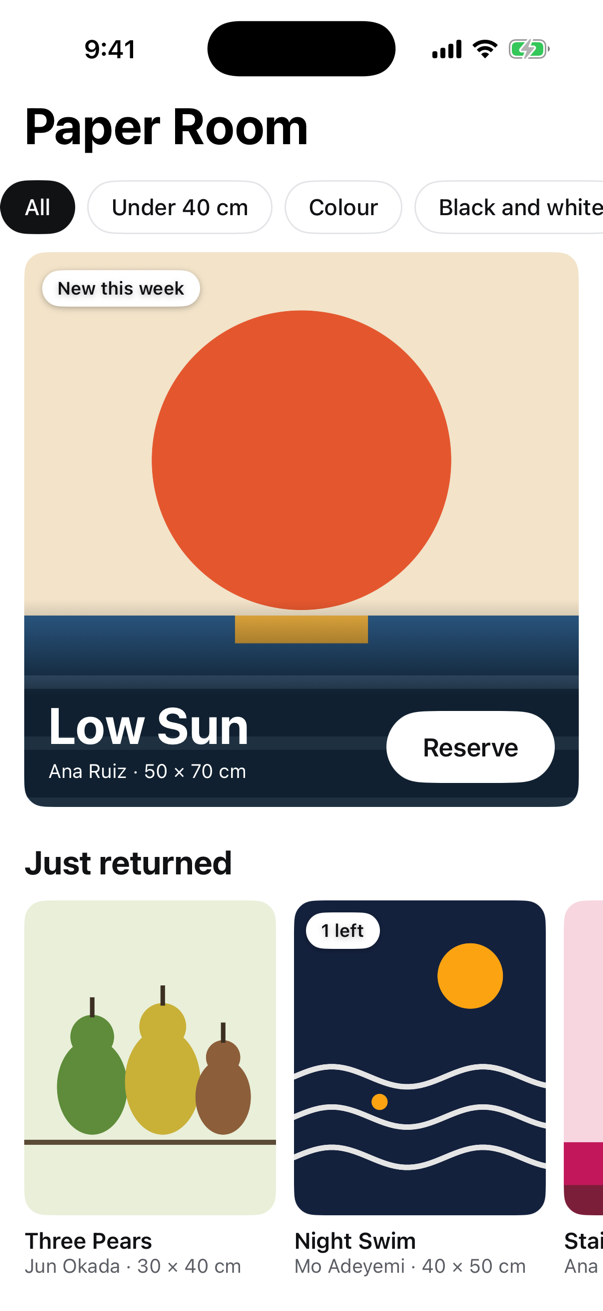 9:41
Paper Room
All
Under 40 cm
Colour
Black and white
New this week
Low Sun
Ana Ruiz · 50 × 70 cm
Reserve
Just returned
1 left
Three Pears
Jun Okada · 30 × 40 cm
Night Swim
Mo Adeyemi · 40 × 50 cm
Ana